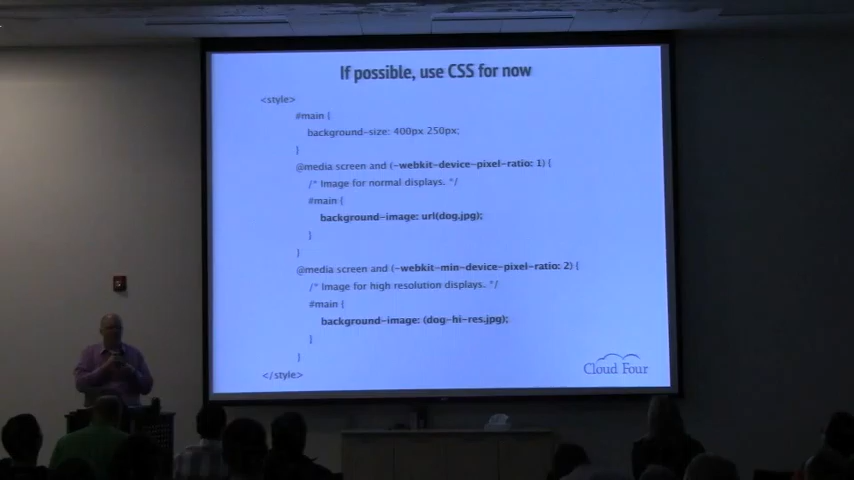 If possible, use CSS for now
<style>
#main {
background-size: 400px 250px;
}
@media screen and (-webkit-device-pixel-ratio: 1) {
/* Image for normal displays. */
#main {
background-image: url(dog.jpg);
}
}
@media screen and (-webkit-min-device-pixel-ratio: 2) {
/* Image for high resolution displays. */
#main {
background-image: (dog-hi-res.jpg);
}
}
</style>
Cloud Four